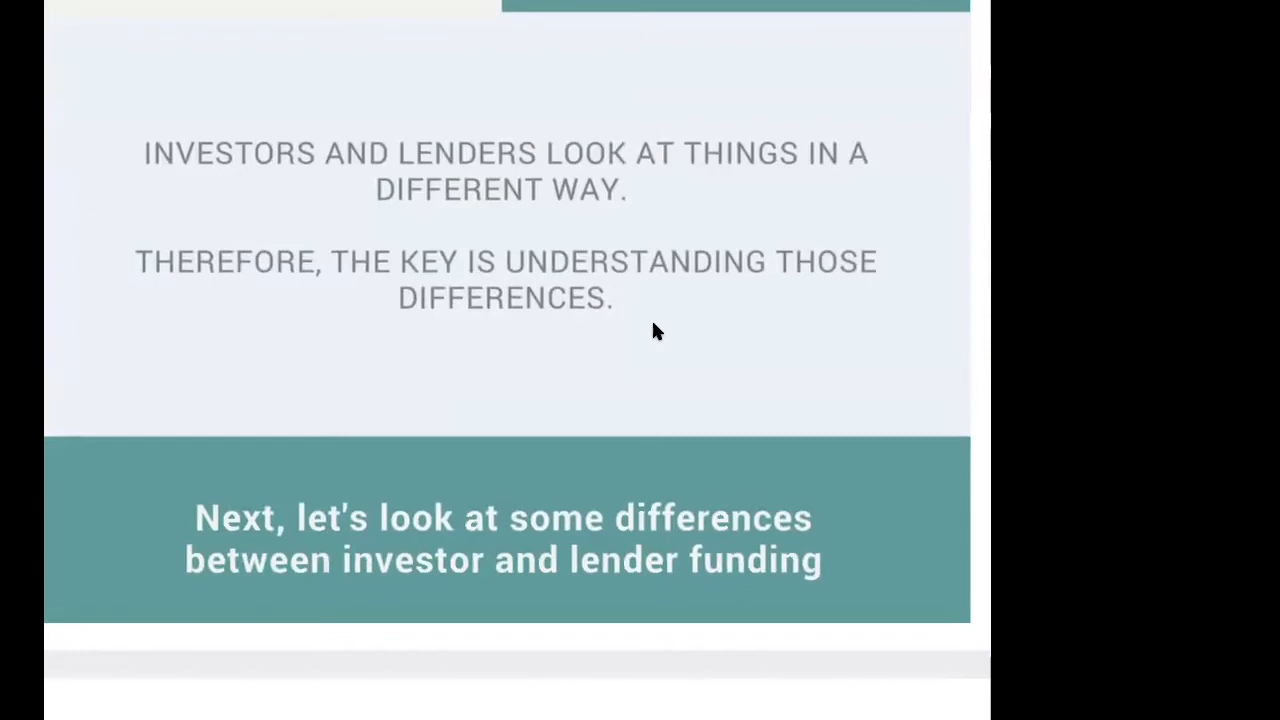 INVESTORS AND LENDERS LOOK AT THINGS IN A
DIFFERENT WAY.
THEREFORE, THE KEY IS UNDERSTANDING THOSE
DIFFERENCES.
Next, let's look at some differences
between investor and lender funding